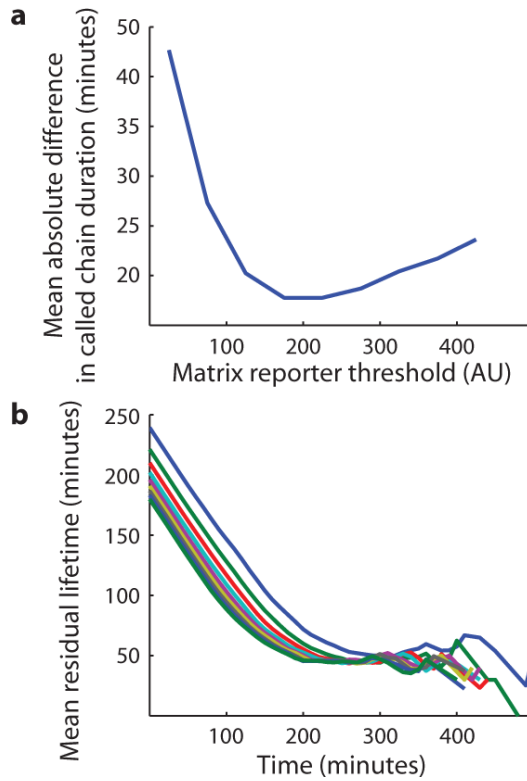 a
Mean absolute difference
in called chain duration (minutes)
50
45
40
35
30
25
20
100
200
300
400
Matrix reporter threshold (AU)
b
Mean residual lifetime (minutes)
250
200
150
100
50
100
200
300
400
Time (minutes)